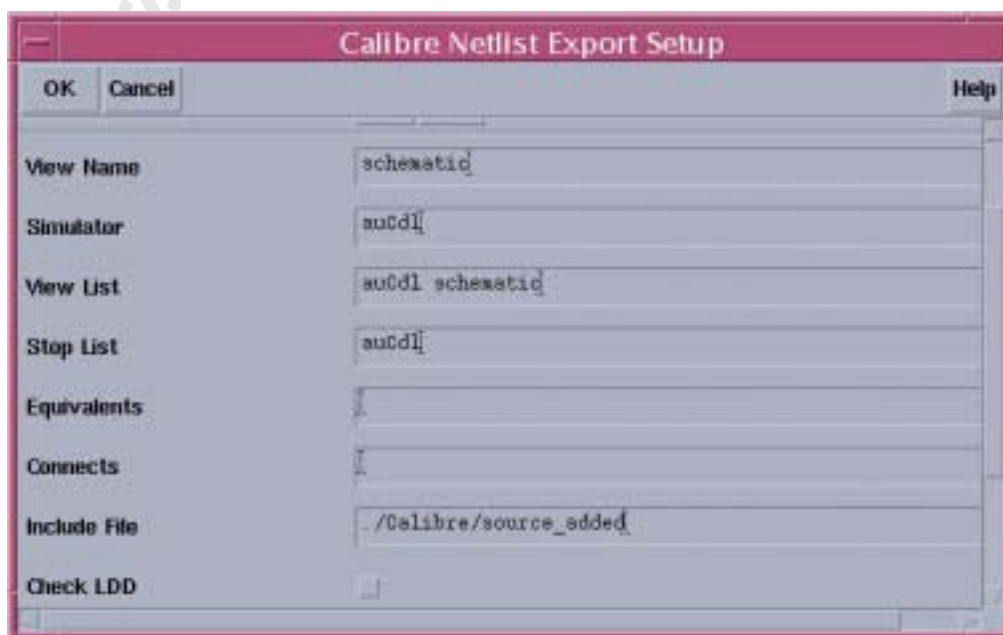 Calibre Netlist Export Setup
OK Cancel Help
View Name schematic
Simulator auCdl
View List auCdl schematic
Stop List auCdl
Equivalents
Connects
Include File ./Calibre/source_added
Check LDD